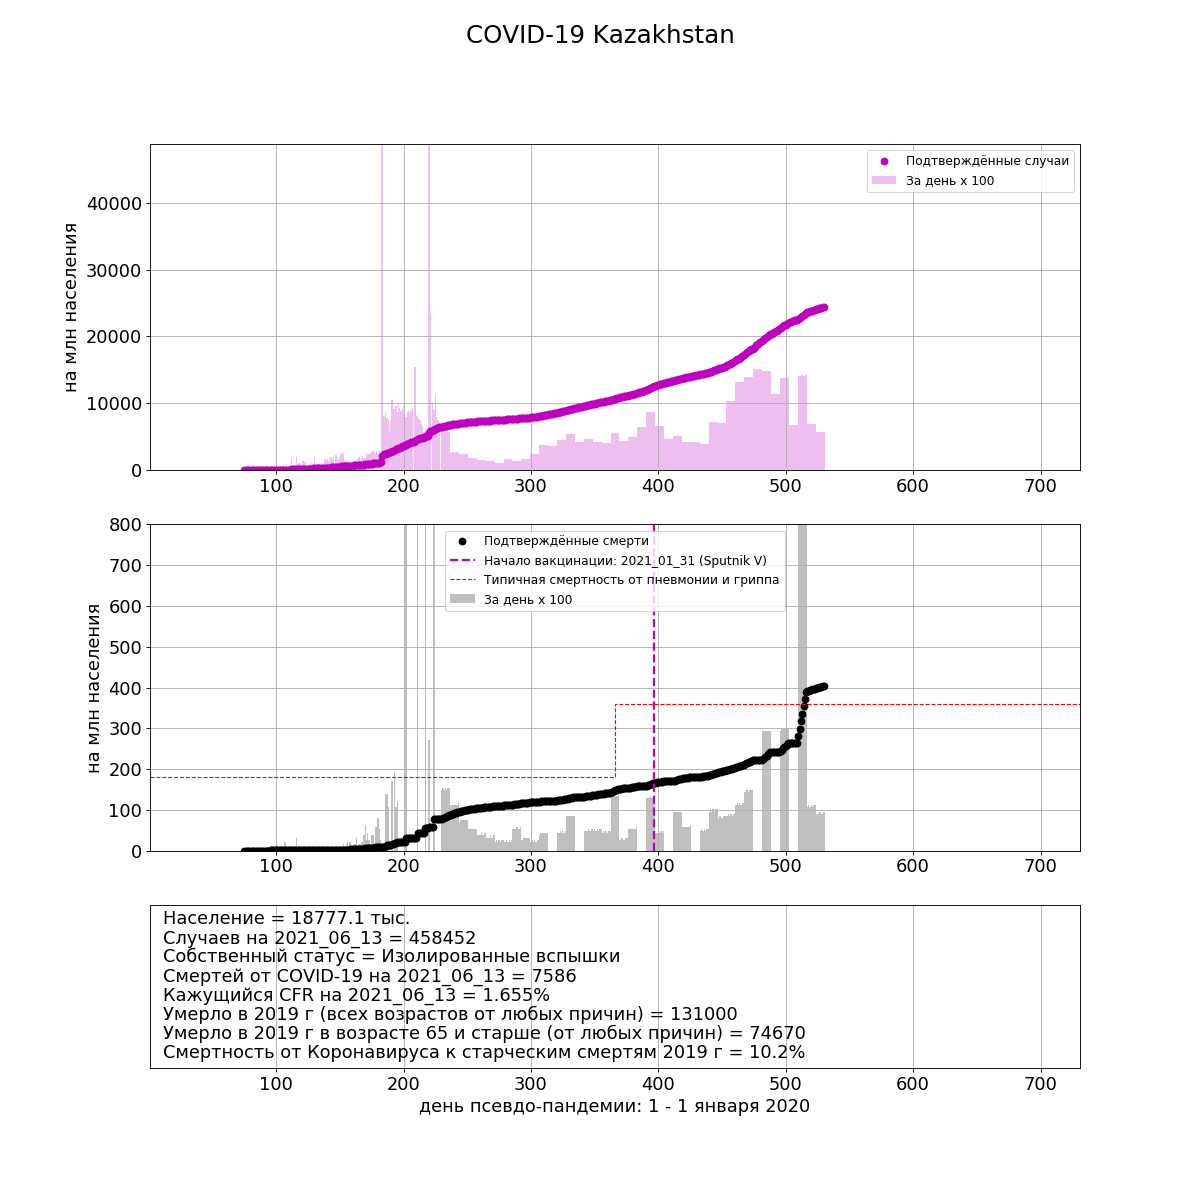 COVID-19 Kazakhstan
Подтверждённые случаи
За день x 100
на млн населения
40000
30000
20000
10000
0
100 200 300 400 500 600 700
Подтверждённые смерти
Начало вакцинации: 2021_01_31 (Sputnik V)
Типичная смертность от пневмонии и гриппа
За день x 100
на млн населения
800
700
600
500
400
300
200
100
0
100 200 300 400 500 600 700
Население = 18777.1 тыс.
Случаев на 2021_06_13 = 458452
Собственный статус = Изолированные вспышки
Смертей от COVID-19 на 2021_06_13 = 7586
Кажущийся CFR на 2021_06_13 = 1.655%
Умерло в 2019 г (всех возрастов от любых причин) = 131000
Умерло в 2019 г в возрасте 65 и старше (от любых причин) = 74670
Смертность от Коронавируса к старческим смертям 2019 г = 10.2%
100 200 300 400 500 600 700
день псевдо-пандемии: 1 - 1 января 2020